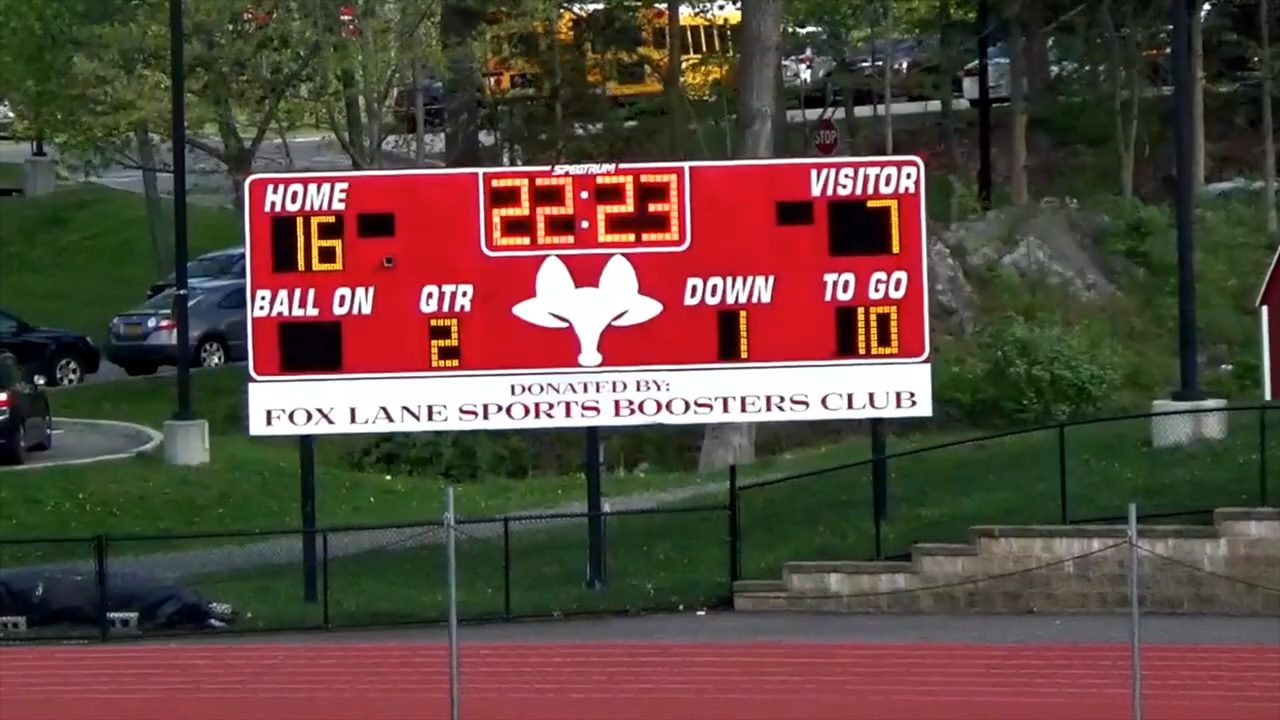 SPECTRUM
HOME 22:23 VISITOR
16 7
BALL ON QTR DOWN TO GO
2 1 10
DONATED BY:
FOX LANE SPORTS BOOSTERS CLUB
STOP